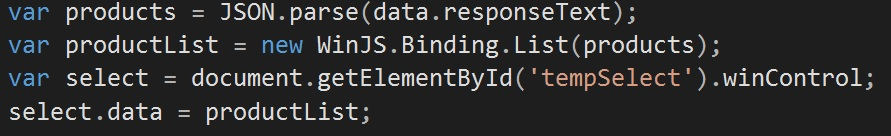 var products = JSON.parse(data.responseText);
var productList = new WinJS.Binding.List(products);
var select = document.getElementById('tempSelect').winControl;
select.data = productList;